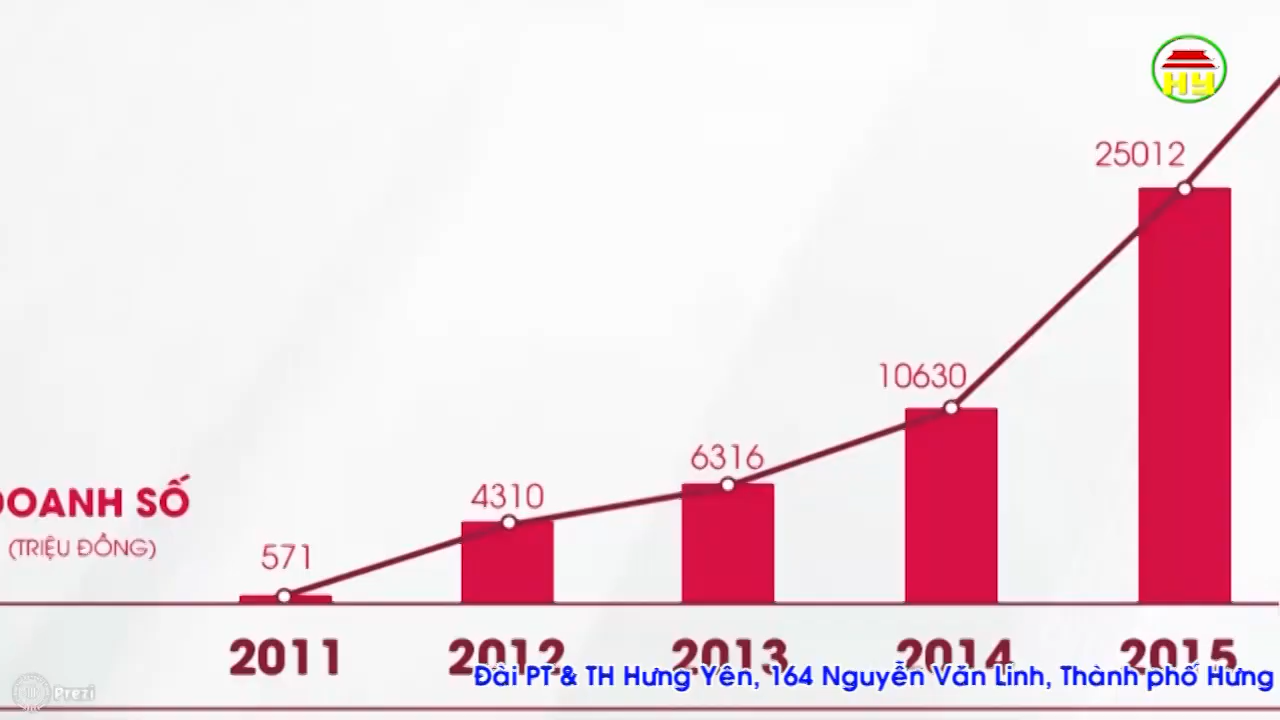 HY
25012
10630
6316
4310
571
DOANH SỐ
(TRIỆU ĐỒNG)
2011 2012 2013 2014 2015
Đài PT & TH Hưng Yên, 164 Nguyễn Văn Linh, Thành phố Hưng
Prezi